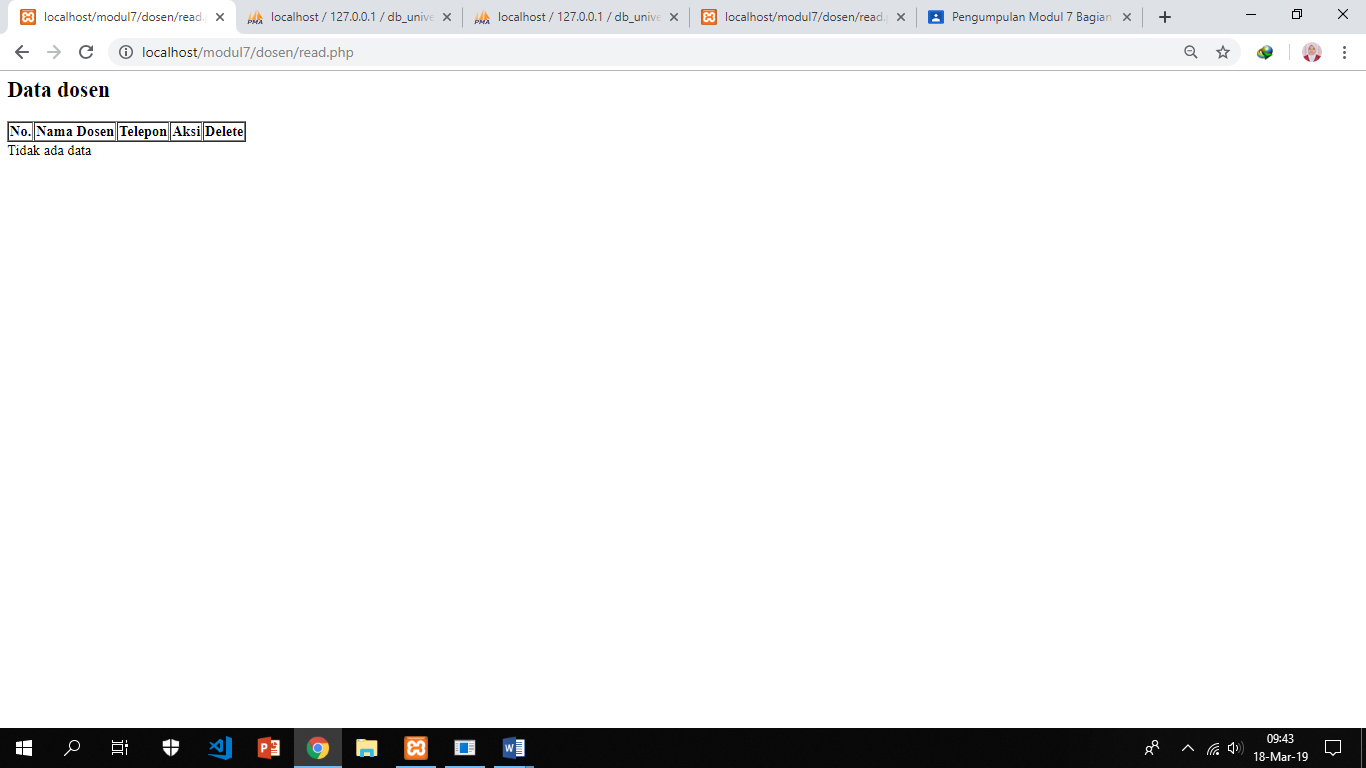 localhost/modul7/dosen/read.
localhost / 127.0.0.1 / db_unive
localhost / 127.0.0.1 / db_unive
localhost/modul7/dosen/read.p
Pengumpulan Modul 7 Bagian
localhost/modul7/dosen/read.php
Data dosen
No. Nama Dosen Telepon Aksi Delete
Tidak ada data
09:43
18-Mar-19